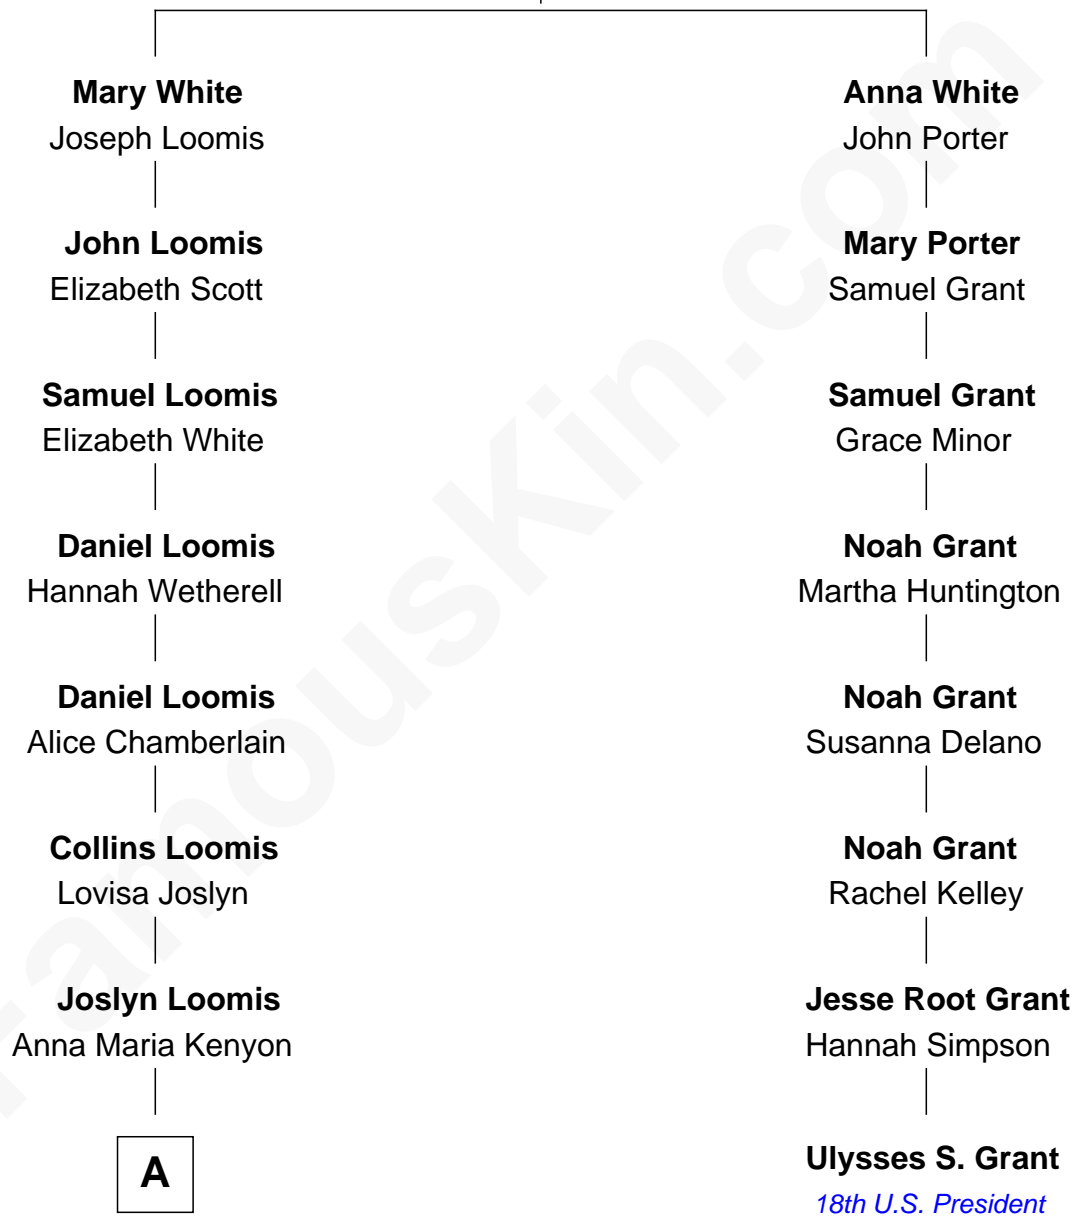 Mary White
Joseph Loomis
John Loomis
Elizabeth Scott
Samuel Loomis
Elizabeth White
Daniel Loomis
Hannah Wetherell
Daniel Loomis
Alice Chamberlain
Collins Loomis
Lovisa Joslyn
Joslyn Loomis
Anna Maria Kenyon
A
Anna White
John Porter
Mary Porter
Samuel Grant
Samuel Grant
Grace Minor
Noah Grant
Martha Huntington
Noah Grant
Susanna Delano
Noah Grant
Rachel Kelley
Jesse Root Grant
Hannah Simpson
Ulysses S. Grant
18th U.S. President
FamousKin.com